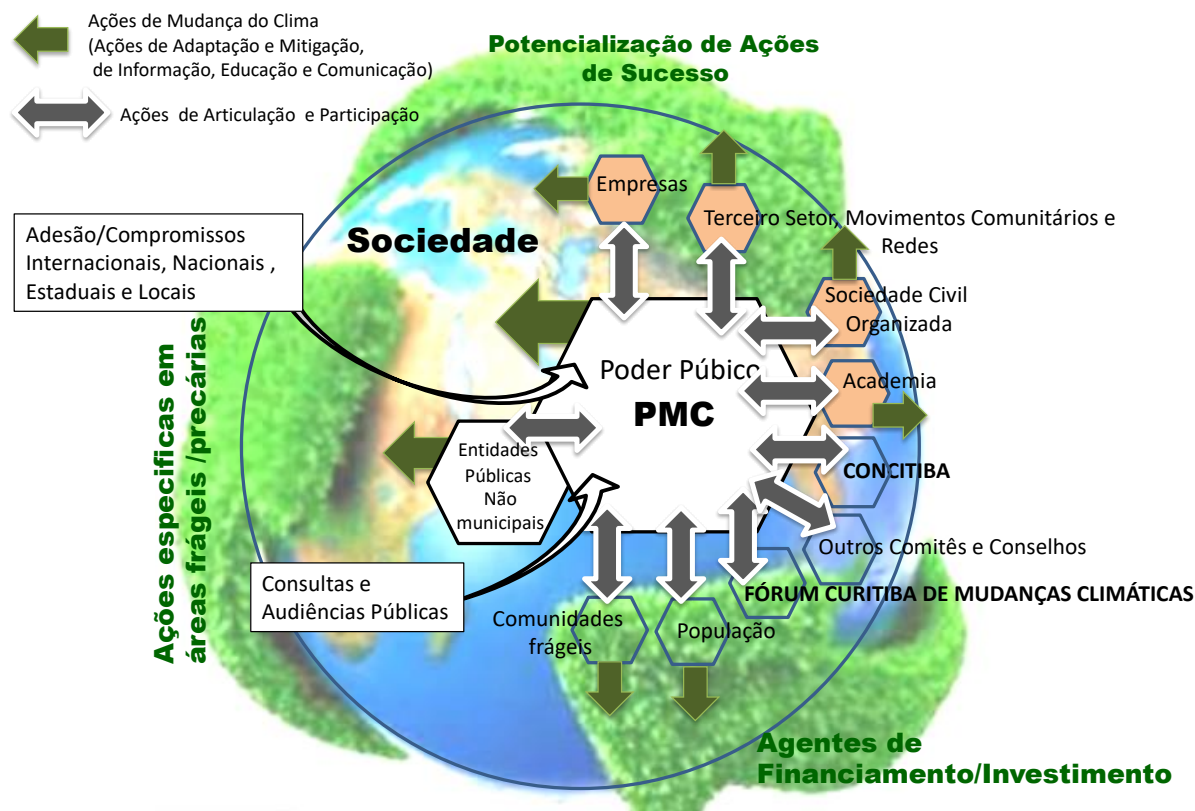 Ações de Mudança do Clima
(Ações de Adaptação e Mitigação,
de Informação, Educação e Comunicação)
Ações de Articulação e Participação
Potencialização de Ações
de Sucesso
Empresas
Terceiro Setor, Movimentos Comunitários e
Redes
Adesão/Compromissos
Internacionais, Nacionais ,
Estaduais e Locais
Sociedade
Sociedade Civil
Organizada
Poder Púbico
PMC
Academia
Ações especificas em
áreas frágeis /precárias
Entidades
Públicas
Não
municipais
CONCITIBA
Outros Comitês e Conselhos
Consultas e
Audiências Públicas
FÓRUM CURITIBA DE MUDANÇAS CLIMÁTICAS
Comunidades
frágeis
População
Agentes de
Financiamento/Investimento